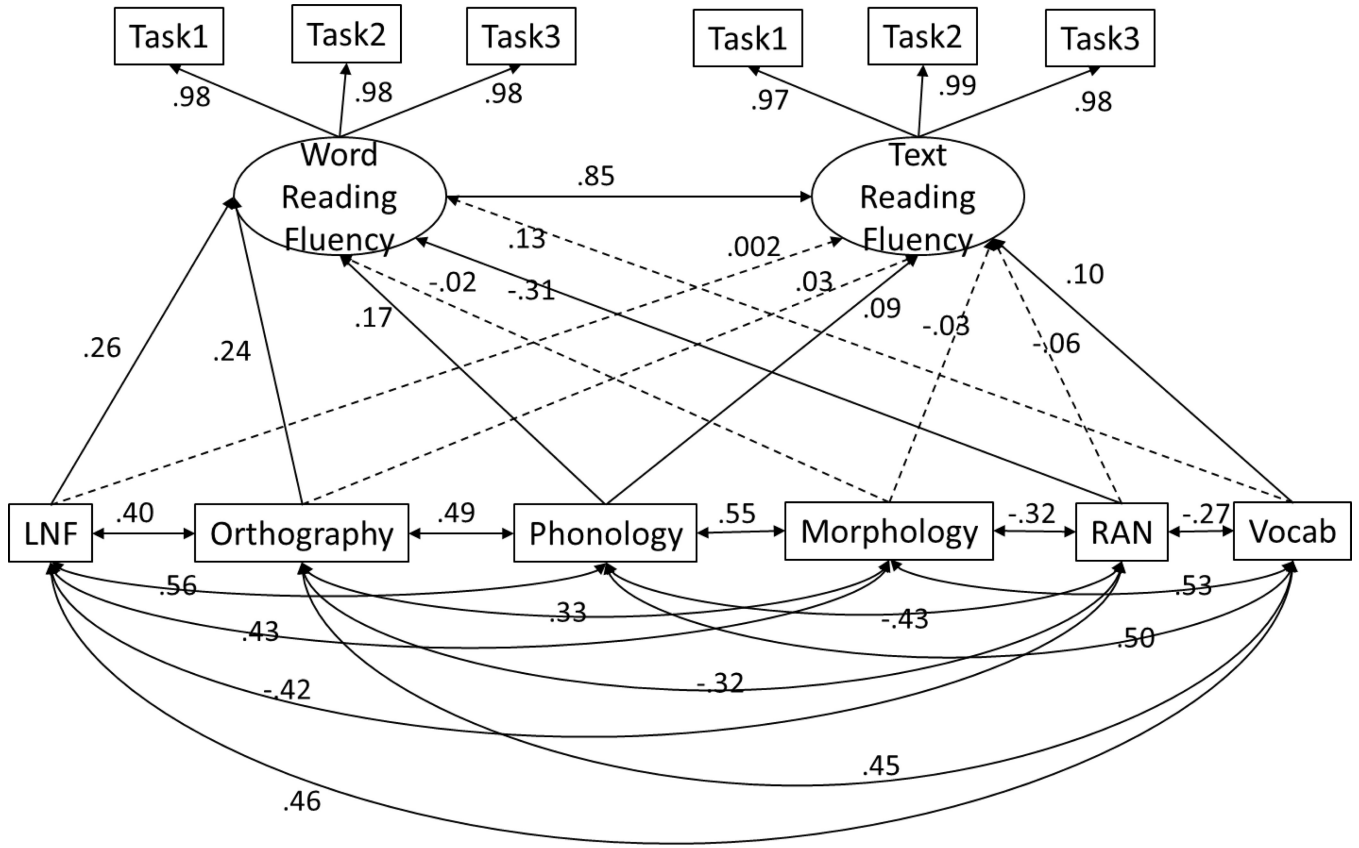 Task1
Task2
Task3
Task1
Task2
Task3
.98
.98
.98
.97
.99
.98
Word
Reading
Fluency
Text
Reading
Fluency
.85
.13
.002
-.02
-.31
.03
.10
.17
.09
-.03
.26
.24
-.06
LNF
.40
Orthography
.49
Phonology
.55
Morphology
-.32
RAN
-.27
Vocab
.56
.33
-.43
.53
.43
.50
-.42
-.32
.45
.46